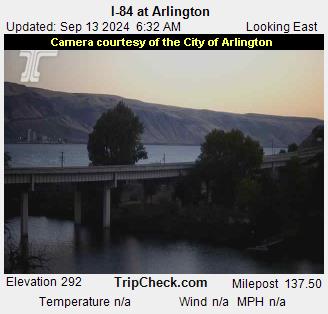 I-84 at Arlington
Updated: Sep 13 2024 6:32 AM Looking East
Camera courtesy of the City of Arlington
Elevation 292 TripCheck.com Milepost 137.50
Temperature n/a Wind n/a MPH n/a